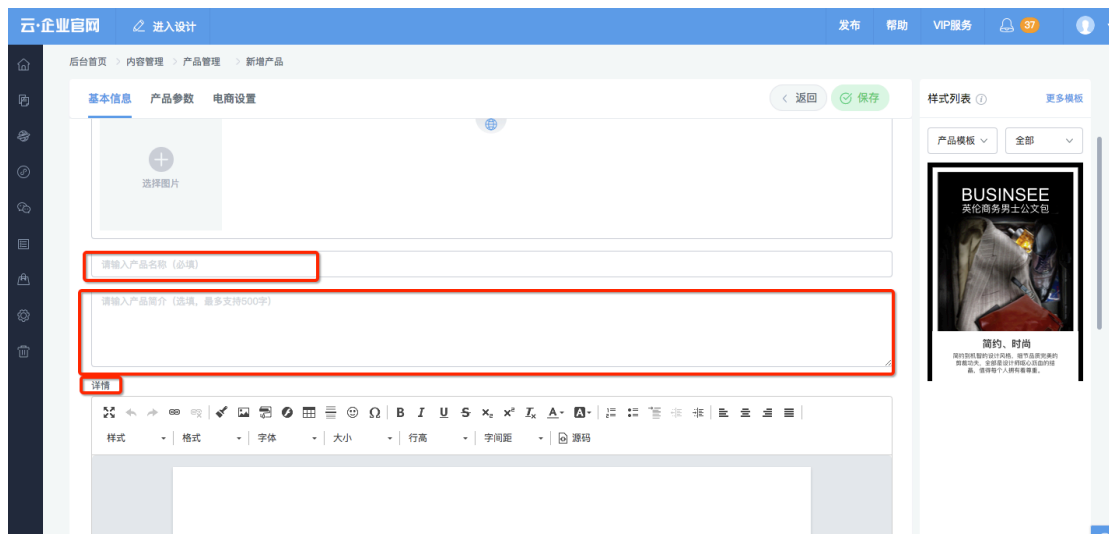 云·企业官网 进入设计 发布 帮助 VIP服务 37
后台首页 > 内容管理 > 产品管理 > 新增产品
基本信息 产品参数 电商设置 < 返回 保存
样式列表 更多模板
产品模板 全部
选择图片
请输入产品名称（必填）
请输入产品简介（选填，最多支持500字）
详情
B I U S x₂ x² Iₓ A A
样式 格式 字体 大小 行高 字间距 源码
BUSINSEE
英伦商务男士公文包
简约、时尚